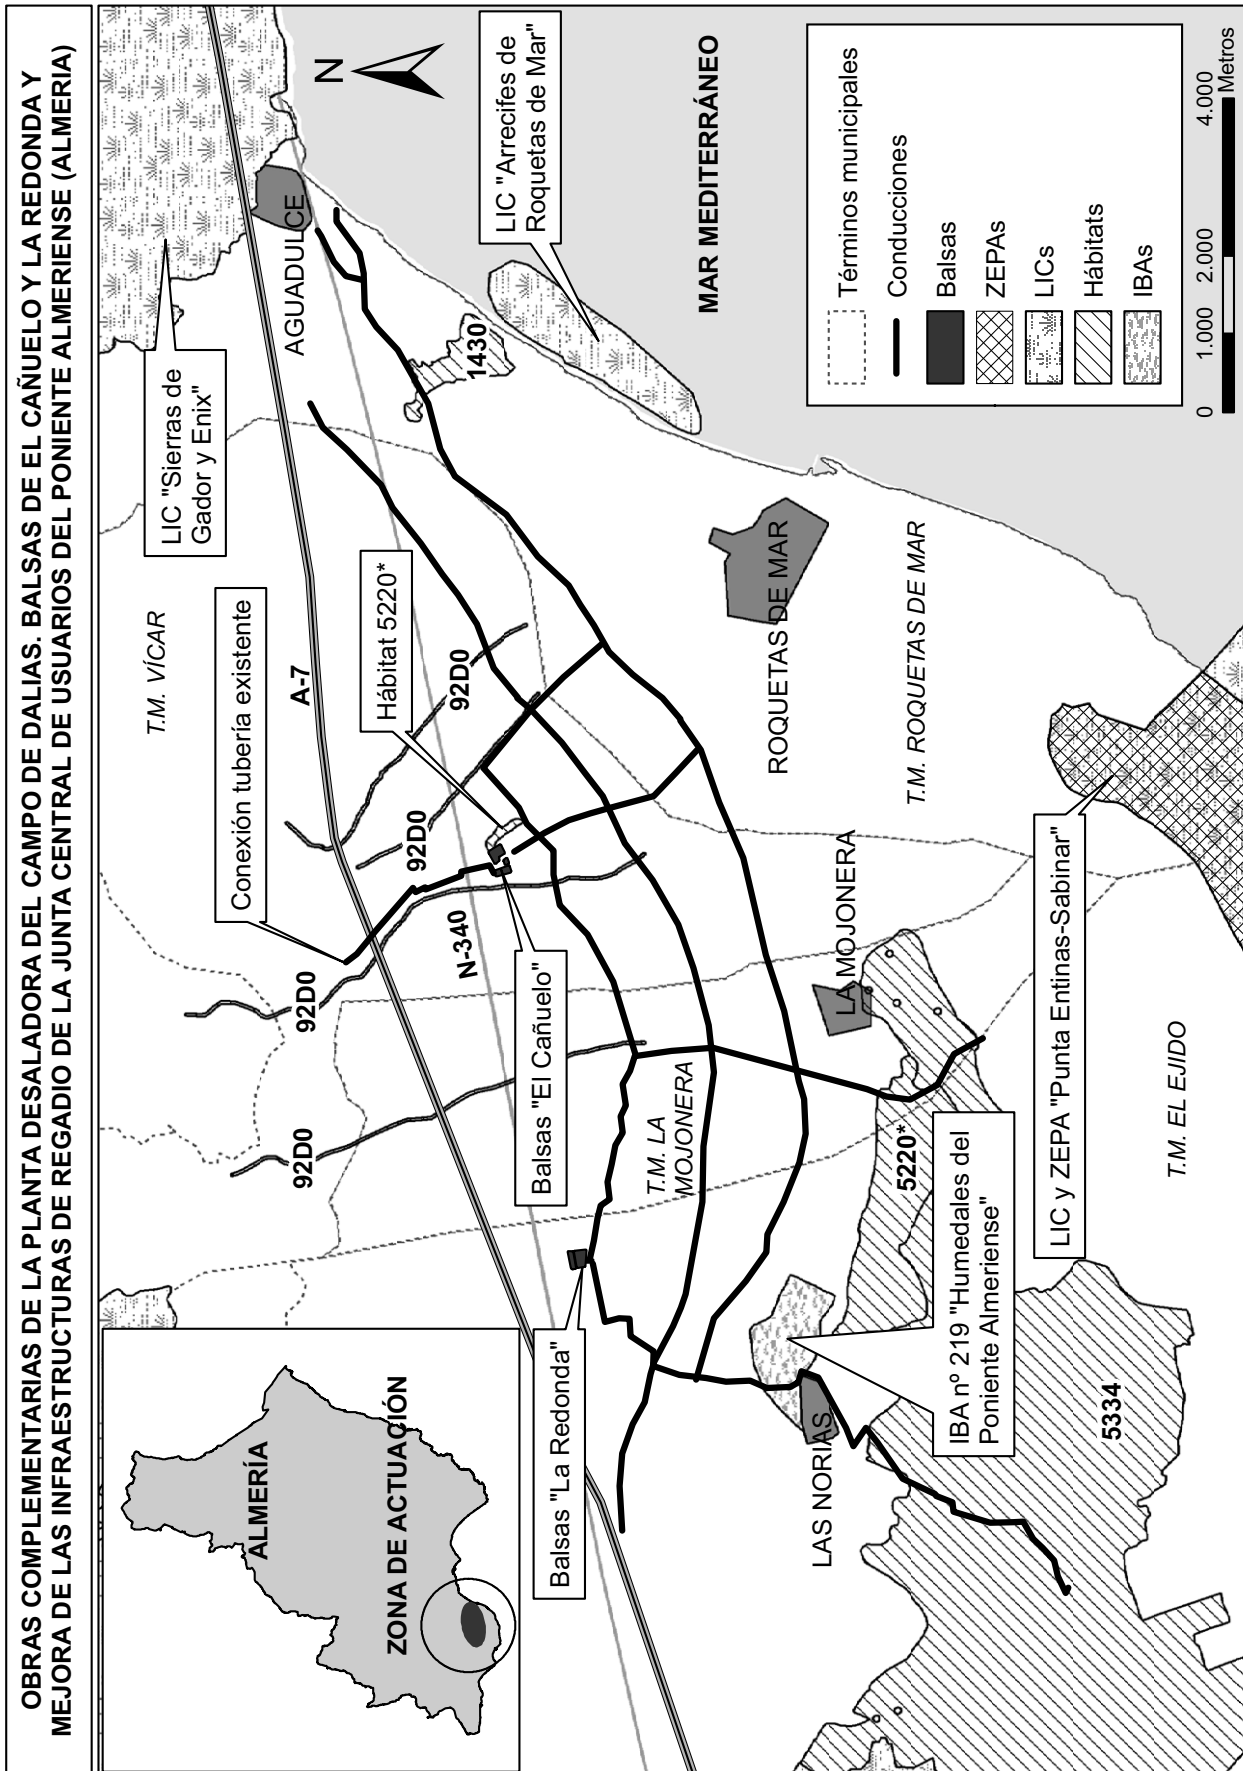 OBRAS COMPLEMENTARIAS DE LA PLANTA DESALADORA DEL CAMPO DE DALIAS. BALSAS DE EL CAÑUELO Y LA REDONDA Y
MEJORA DE LAS INFRAESTRUCTURAS DE REGADIO DE LA JUNTA CENTRAL DE USUARIOS DEL PONIENTE ALMERIENSE (ALMERIA)
ALMERÍA
ZONA DE ACTUACIÓN
T.M. VÍCAR
LIC "Sierras de
Gador y Enix"
Conexión tubería existente
A-7
AGUADULCE
N
Hábitat 5220*
92D0
92D0
92D0
92D0
N-340
1430
LIC "Arrecifes de
Roquetas de Mar"
Balsas "El Cañuelo"
Balsas "La Redonda"
T.M. LA
MOJONERA
MAR MEDITERRÁNEO
ROQUETAS DE MAR
LA MOJONERA
LAS NORIAS
T.M. ROQUETAS DE MAR
5220*
IBA nº 219 "Humedales del
Poniente Almeriense"
LIC y ZEPA "Punta Entinas-Sabinar"
5334
T.M. EL EJIDO
Términos municipales
Conducciones
Balsas
ZEPAs
LICs
Hábitats
IBAs
0 1.000 2.000 4.000
Metros